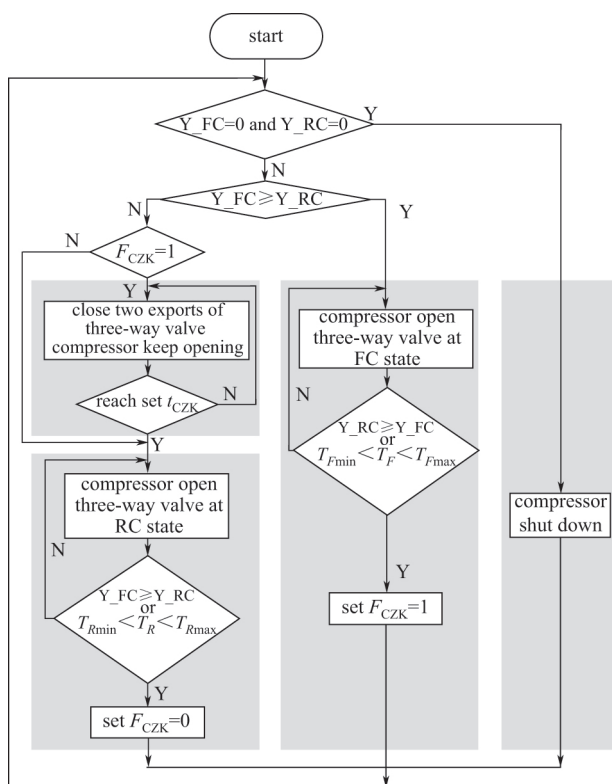 start
Y_FC=0 and Y_RC=0
Y
N
Y_FC⩾Y_RC
N
Y
N
F_CZK=1
Y
close two exports of
three-way valve
compressor keep opening
reach set t_CZK
N
Y
compressor open
three-way valve at
RC state
N
Y_FC⩾Y_RC
or
T_Rmin<T_R<T_Rmax
Y
set F_CZK=0
compressor open
three-way valve at
FC state
N
Y_RC⩾Y_FC
or
T_Fmin<T_F<T_Fmax
Y
set F_CZK=1
compressor
shut down